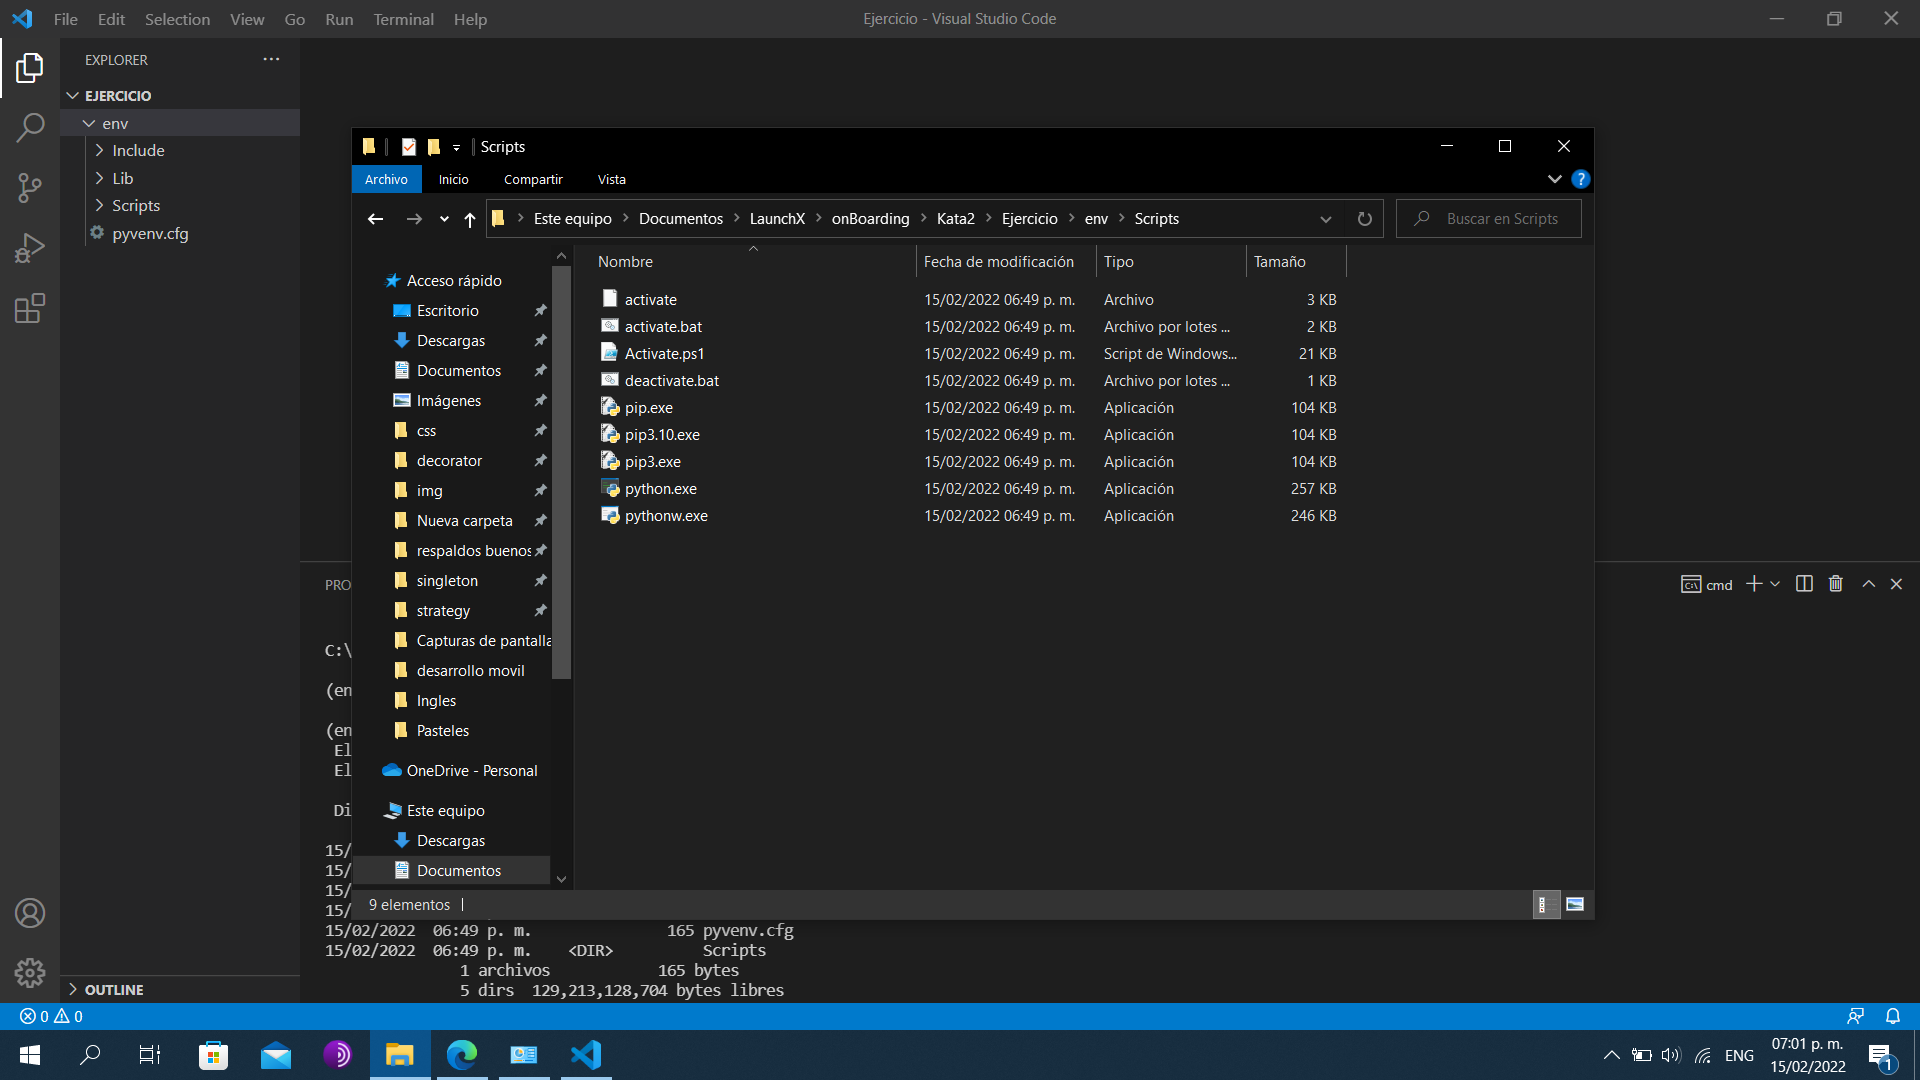 File Edit Selection View Go Run Terminal Help
Ejercicio - Visual Studio Code
EXPLORER
EJERCICIO
env
Include
Lib
Scripts
pyvenv.cfg
OUTLINE
Scripts
Archivo Inicio Compartir Vista
Este equipo Documentos LaunchX onBoarding Kata2 Ejercicio env Scripts
Buscar en Scripts
Acceso rápido
Escritorio
Descargas
Documentos
Imágenes
css
decorator
img
Nueva carpeta
respaldos buenos
singleton
strategy
Capturas de pantalla
desarrollo movil
Ingles
Pasteles
OneDrive - Personal
Este equipo
Descargas
Documentos
Nombre Fecha de modificación Tipo Tamaño
activate 15/02/2022 06:49 p. m. Archivo 3 KB
activate.bat 15/02/2022 06:49 p. m. Archivo por lotes ... 2 KB
Activate.ps1 15/02/2022 06:49 p. m. Script de Windows... 21 KB
deactivate.bat 15/02/2022 06:49 p. m. Archivo por lotes ... 1 KB
pip.exe 15/02/2022 06:49 p. m. Aplicación 104 KB
pip3.10.exe 15/02/2022 06:49 p. m. Aplicación 104 KB
pip3.exe 15/02/2022 06:49 p. m. Aplicación 104 KB
python.exe 15/02/2022 06:49 p. m. Aplicación 257 KB
pythonw.exe 15/02/2022 06:49 p. m. Aplicación 246 KB
9 elementos
PRO
cmd
C:\
(en
(en
El
El
Di
15/
15/
15/
15/
15/02/2022 06:49 p. m. 165 pyvenv.cfg
15/02/2022 06:49 p. m. <DIR> Scripts
1 archivos 165 bytes
5 dirs 129,213,128,704 bytes libres
0 0
ENG
07:01 p. m.
15/02/2022
1